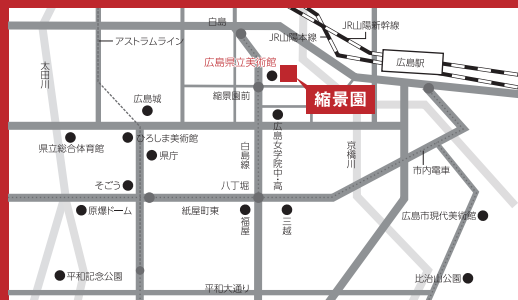 白島
JR山陽新幹線
JR山陽本線
アストラムライン
広島県立美術館
広島駅
太田川
広島城
縮景園前
縮景園
ひろしま美術館
県立総合体育館
県庁
白島線
広島女学院中・高
京橋川
市内電車
そごう
八丁堀
原爆ドーム
紙屋町東
福屋
三越
広島市現代美術館
平和記念公園
平和大通り
比治山公園